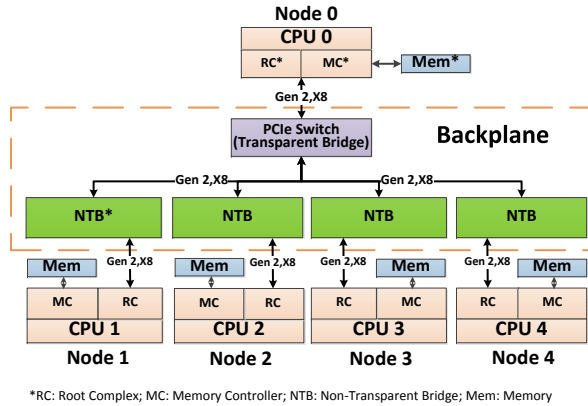 Node 0
CPU 0
RC*
MC*
Mem*
Gen 2,X8
PCIe Switch
(Transparent Bridge)
Backplane
Gen 2,X8
Gen 2,X8
NTB*
NTB
NTB
NTB
Gen 2,X8
Gen 2,X8
Gen 2,X8
Gen 2,X8
Mem
Mem
Mem
Mem
MC
RC
MC
RC
RC
MC
RC
MC
CPU 1
CPU 2
CPU 3
CPU 4
Node 1
Node 2
Node 3
Node 4
*RC: Root Complex; MC: Memory Controller; NTB: Non-Transparent Bridge; Mem: Memory